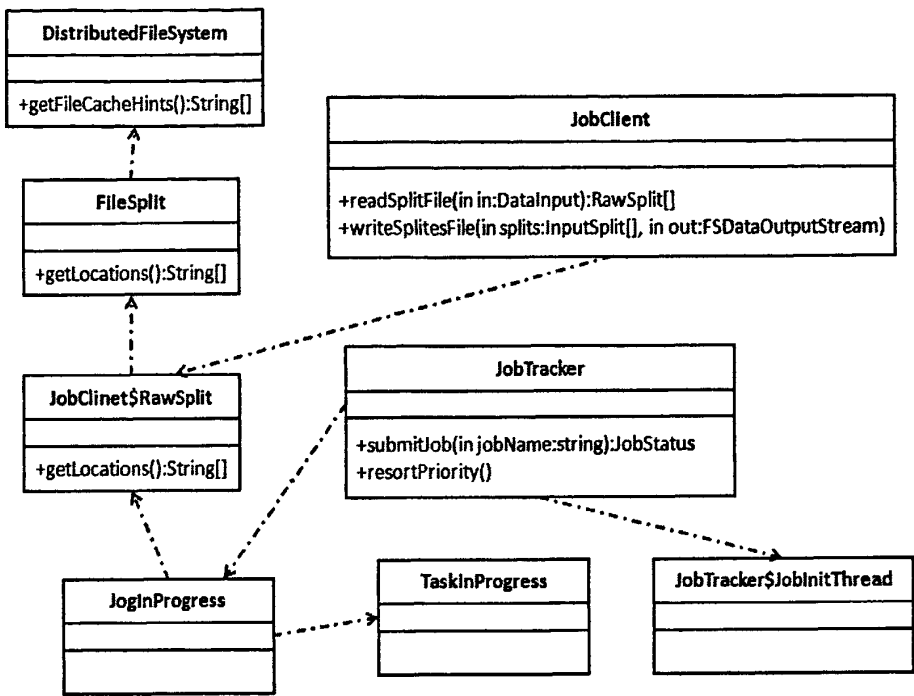 DistributedFileSystem
+getFileCacheHints():String[]
JobClient
+readSplitFile(in in:DataInput):RawSplit[]
+writeSplitesFile(in splits:InputSplit[], in out:FSDataOutputStream)
FileSplit
+getLocations():String[]
JobClinet$RawSplit
+getLocations():String[]
JobTracker
+submitJob(in jobName:string):JobStatus
+resortPriority()
JogInProgress
TaskInProgress
JobTracker$JobInitThread